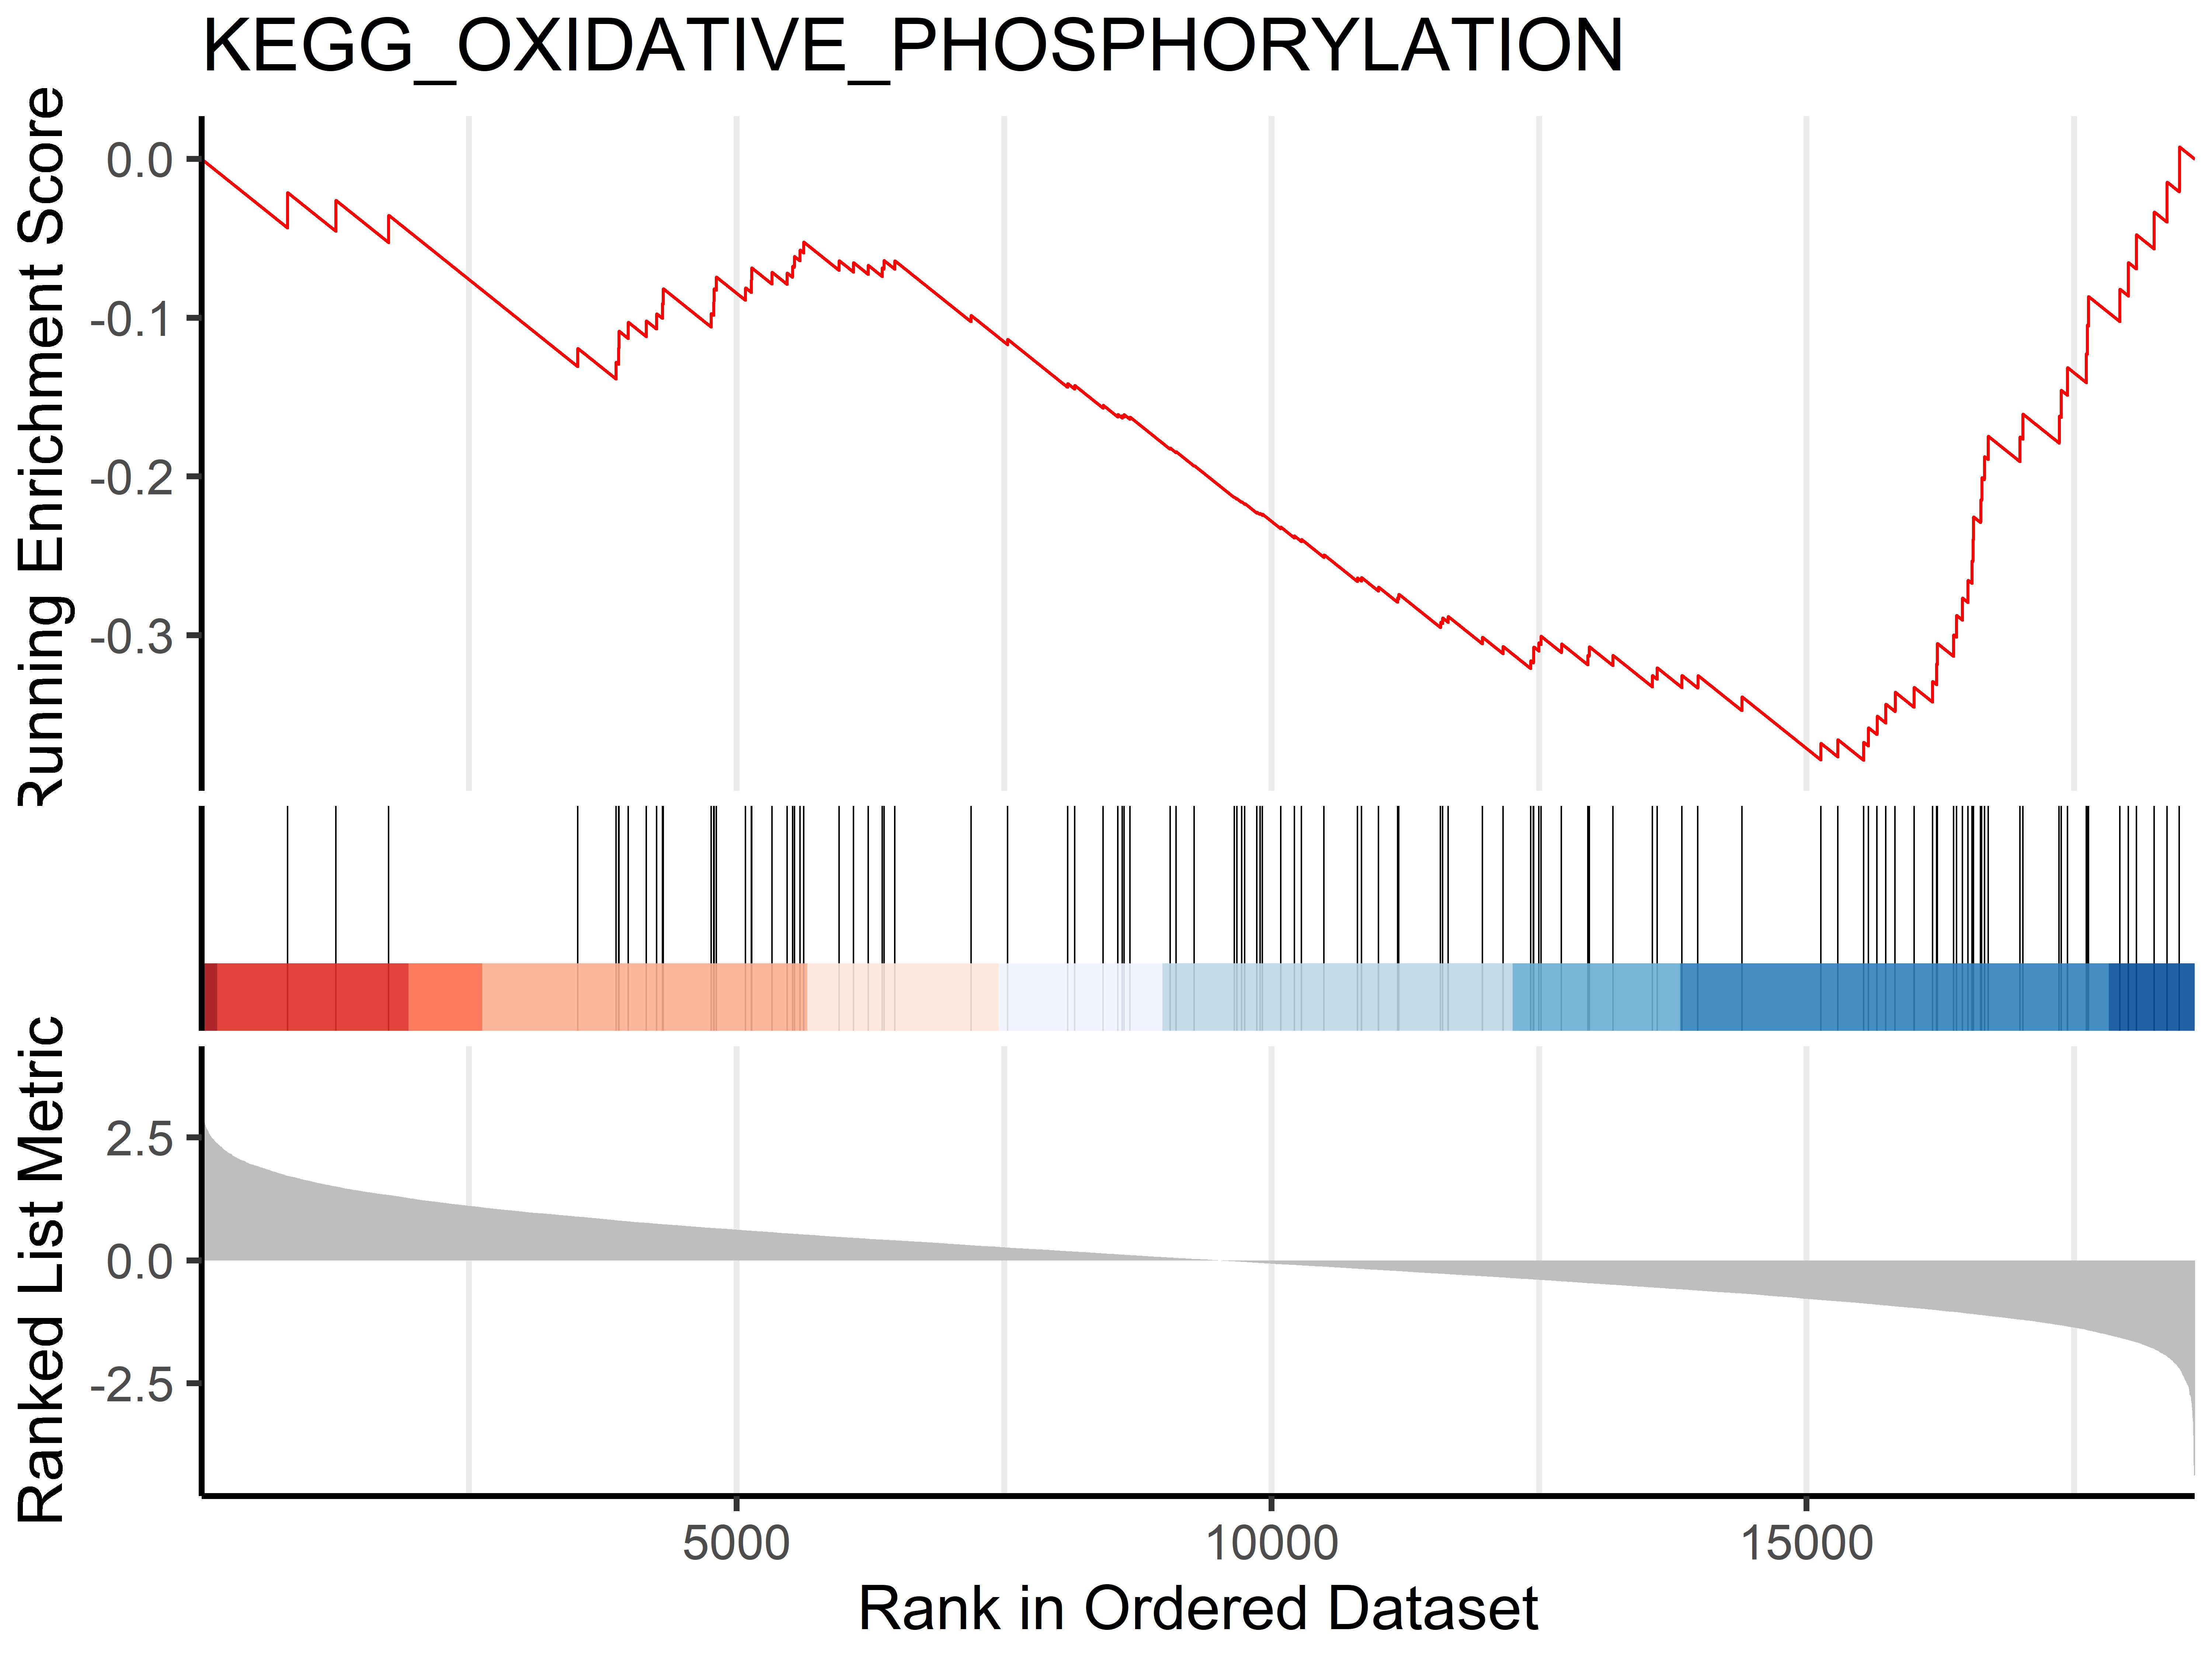 KEGG_OXIDATIVE_PHOSPHORYLATION
Running Enrichment Score
0.0
-0.1
-0.2
-0.3
Ranked List Metric
2.5
0.0
-2.5
5000 10000 15000
Rank in Ordered Dataset